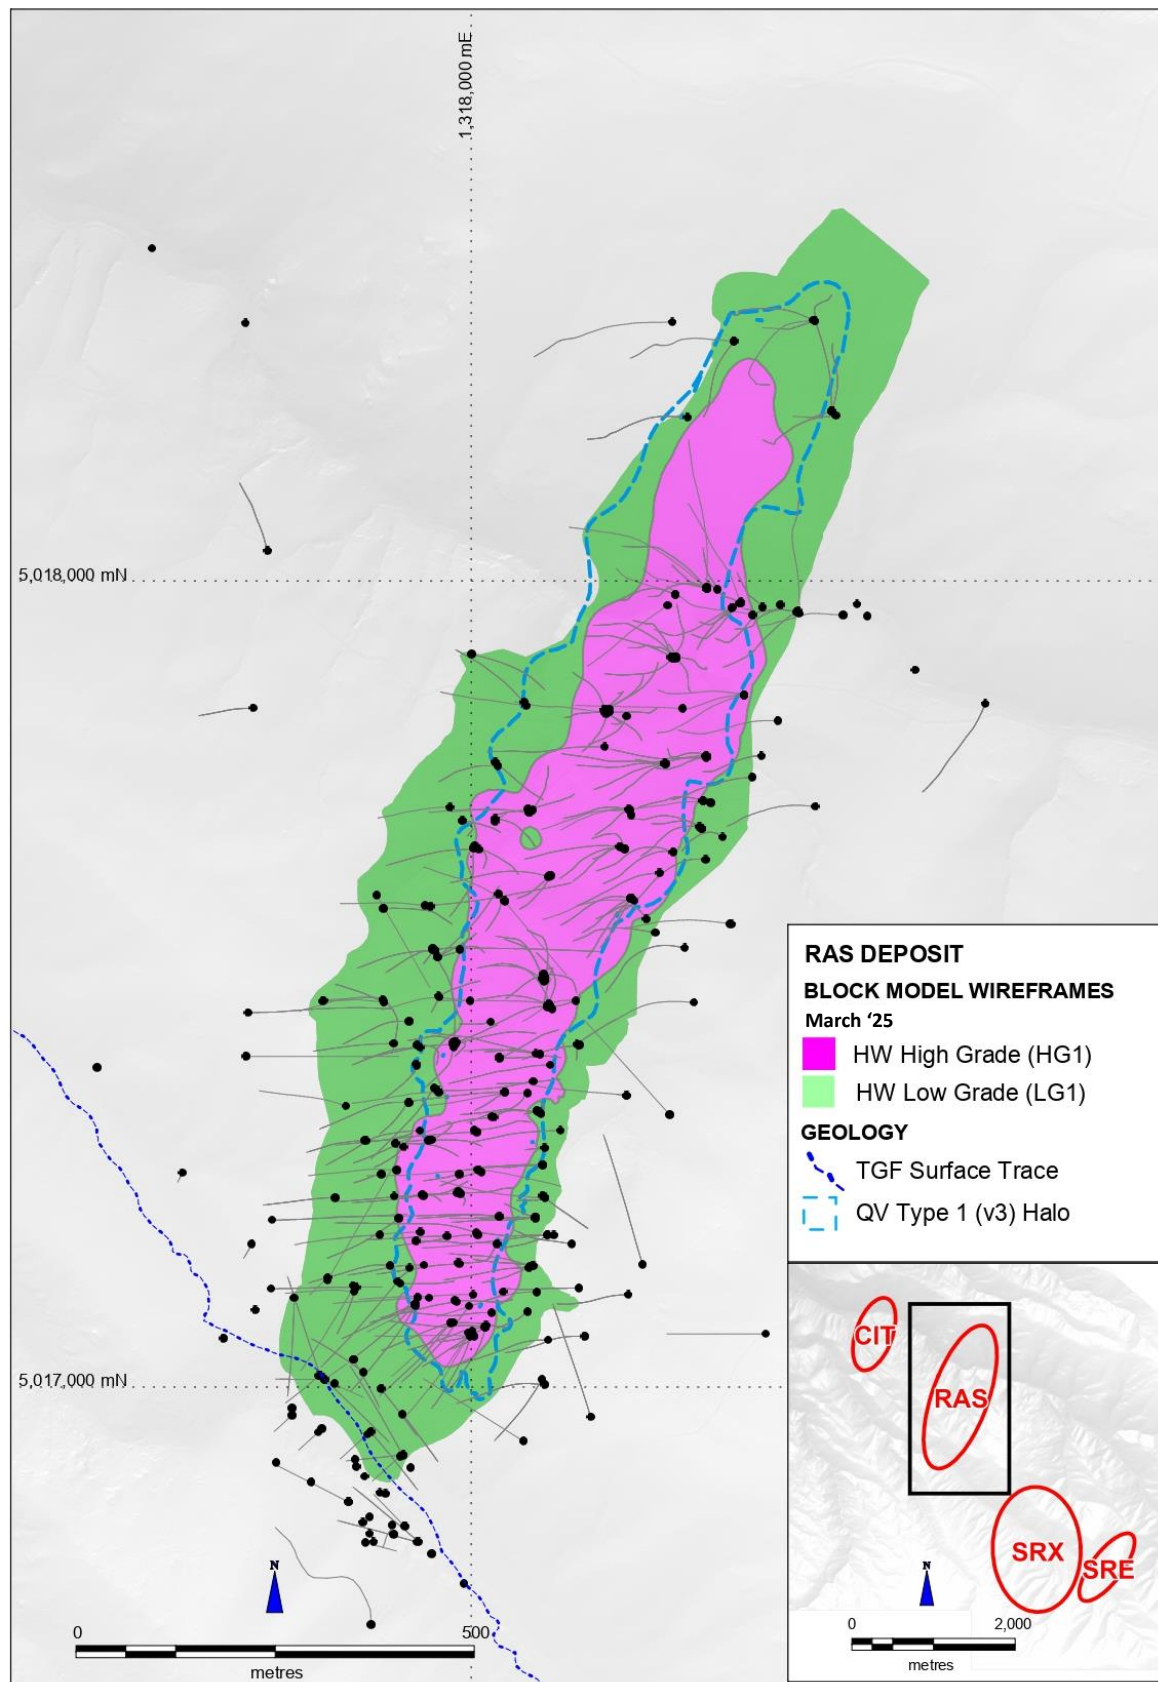 1,318,000 mE
5,018,000 mN
5,017,000 mN
RAS DEPOSIT
BLOCK MODEL WIREFRAMES
March ‘25
HW High Grade (HG1)
HW Low Grade (LG1)
GEOLOGY
TGF Surface Trace
QV Type 1 (v3) Halo
CIT
RAS
SRX
SRE
N
0 2,000
metres
N
0 500
metres